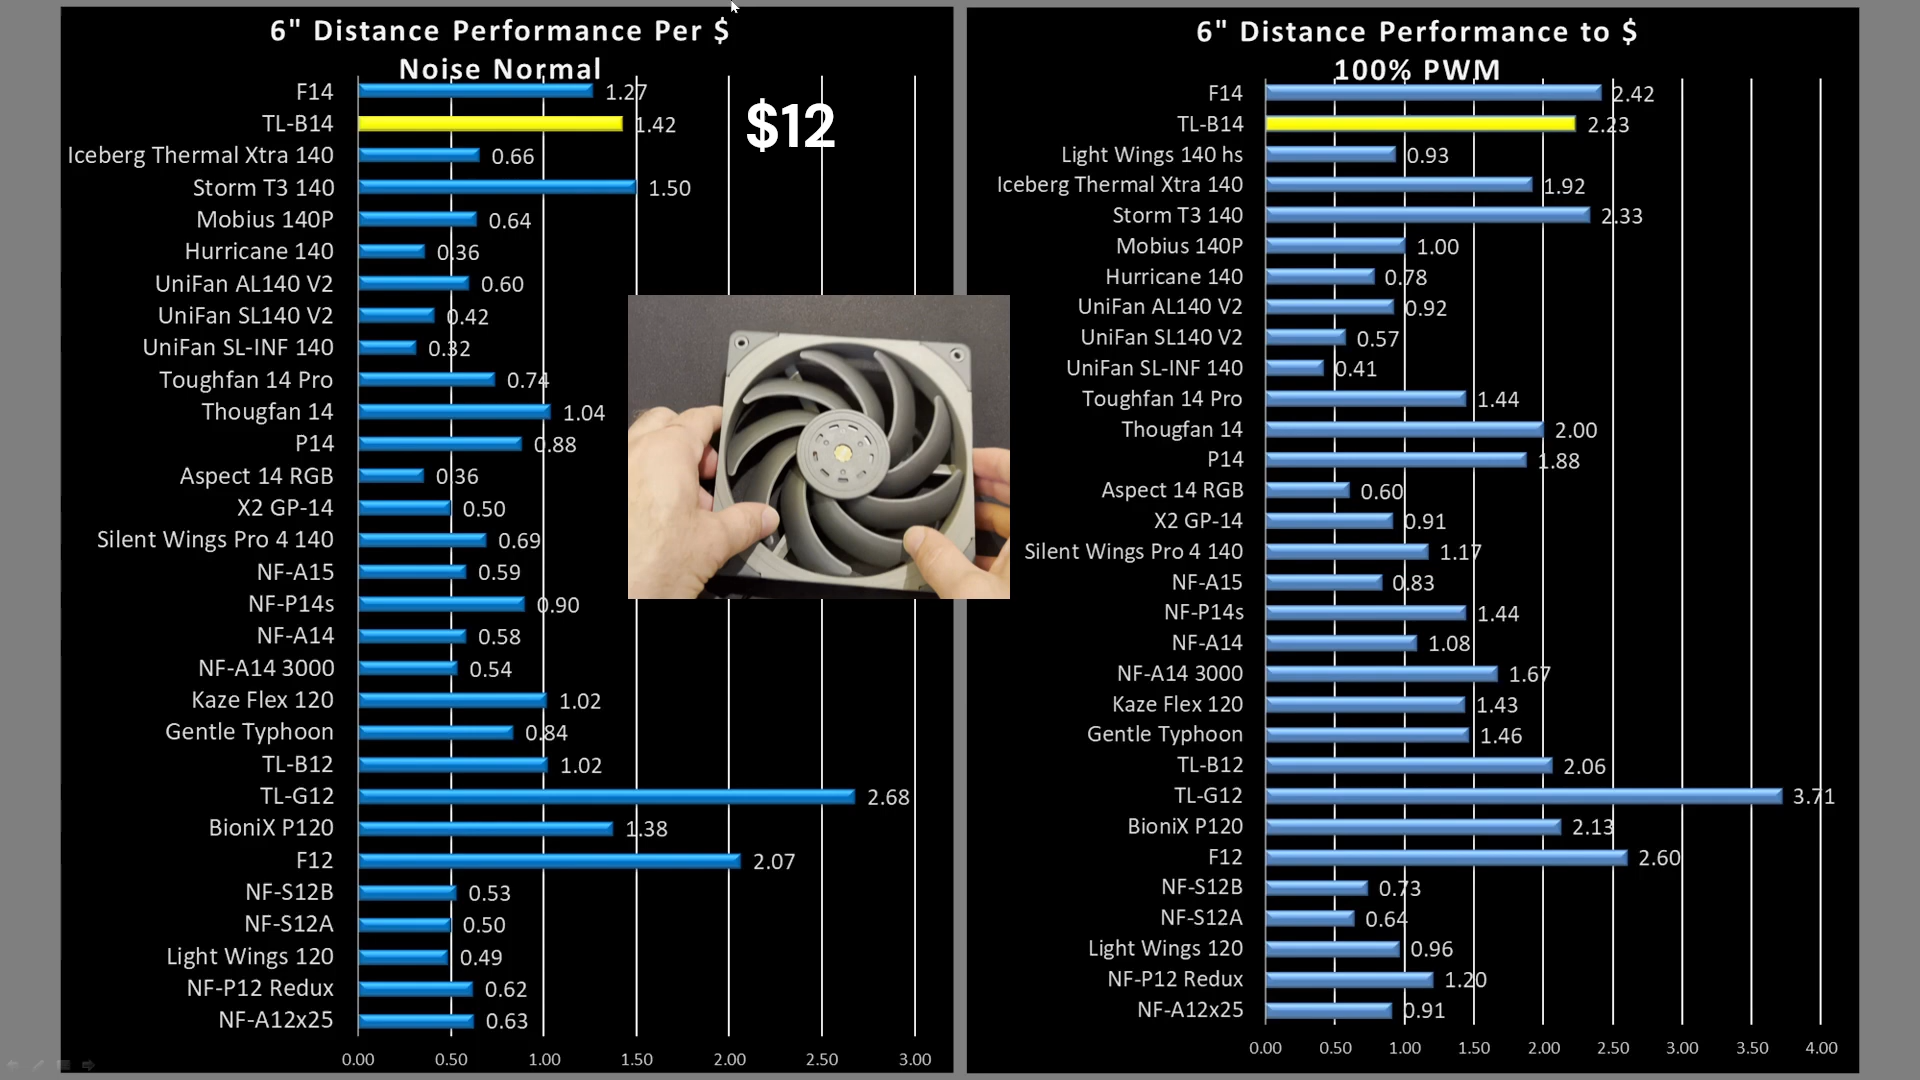 6" Distance Performance Per $
Noise Normal
$12
F14 1.27
TL-B14 1.42
Iceberg Thermal Xtra 140 0.66
Storm T3 140 1.50
Mobius 140P 0.64
Hurricane 140 0.36
UniFan AL140 V2 0.60
UniFan SL140 V2 0.42
UniFan SL-INF 140 0.32
Toughfan 14 Pro 0.74
Thougfan 14 1.04
P14 0.88
Aspect 14 RGB 0.36
X2 GP-14 0.50
Silent Wings Pro 4 140 0.69
NF-A15 0.59
NF-P14s 0.90
NF-A14 0.58
NF-A14 3000 0.54
Kaze Flex 120 1.02
Gentle Typhoon 0.84
TL-B12 1.02
TL-G12 2.68
BioniX P120 1.38
F12 2.07
NF-S12B 0.53
NF-S12A 0.50
Light Wings 120 0.49
NF-P12 Redux 0.62
NF-A12x25 0.63
0.00 0.50 1.00 1.50 2.00 2.50 3.00
6" Distance Performance to $
100% PWM
F14 2.42
TL-B14 2.23
Light Wings 140 hs 0.93
Iceberg Thermal Xtra 140 1.92
Storm T3 140 2.33
Mobius 140P 1.00
Hurricane 140 0.78
UniFan AL140 V2 0.92
UniFan SL140 V2 0.57
UniFan SL-INF 140 0.41
Toughfan 14 Pro 1.44
Thougfan 14 2.00
P14 1.88
Aspect 14 RGB 0.60
X2 GP-14 0.91
Silent Wings Pro 4 140 1.17
NF-A15 0.83
NF-P14s 1.44
NF-A14 1.08
NF-A14 3000 1.67
Kaze Flex 120 1.43
Gentle Typhoon 1.46
TL-B12 2.06
TL-G12 3.71
BioniX P120 2.13
F12 2.60
NF-S12B 0.73
NF-S12A 0.64
Light Wings 120 0.96
NF-P12 Redux 1.20
NF-A12x25 0.91
0.00 0.50 1.00 1.50 2.00 2.50 3.00 3.50 4.00